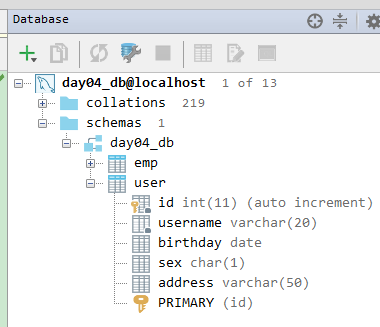 Database
day04_db@localhost 1 of 13
collations 219
schemas 1
day04_db
emp
user
id int(11) (auto increment)
username varchar(20)
birthday date
sex char(1)
address varchar(50)
PRIMARY (id)